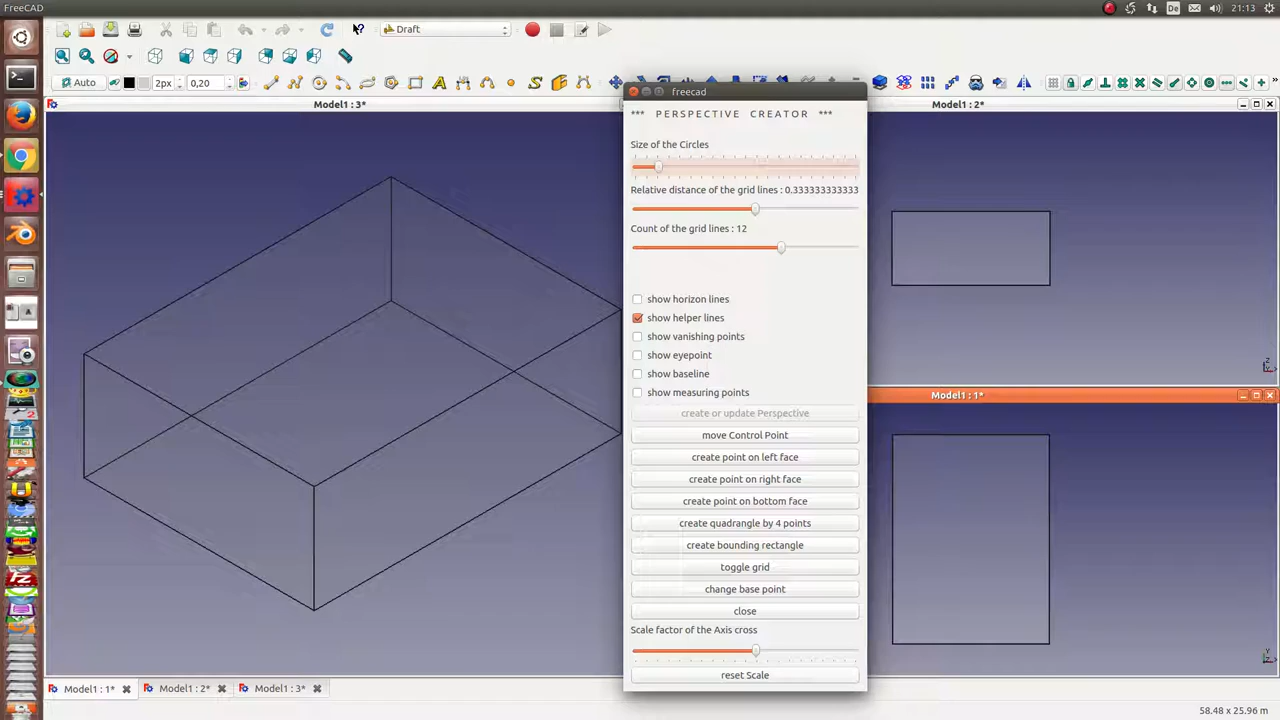 FreeCAD
De
21:13
Draft
Auto
2px
0,20
Model1 : 3*
Model1 : 2*
freecad
*** PERSPECTIVE CREATOR ***
Size of the Circles
Relative distance of the grid lines : 0.333333333333
Count of the grid lines : 12
show horizon lines
show helper lines
show vanishing points
show eyepoint
show baseline
show measuring points
create or update Perspective
move Control Point
create point on left face
create point on right face
create point on bottom face
create quadrangle by 4 points
create bounding rectangle
toggle grid
change base point
close
Scale factor of the Axis cross
reset Scale
Model1 : 1*
Model1 : 1*
Model1 : 2*
Model1 : 3*
58.48 x 25.96 m